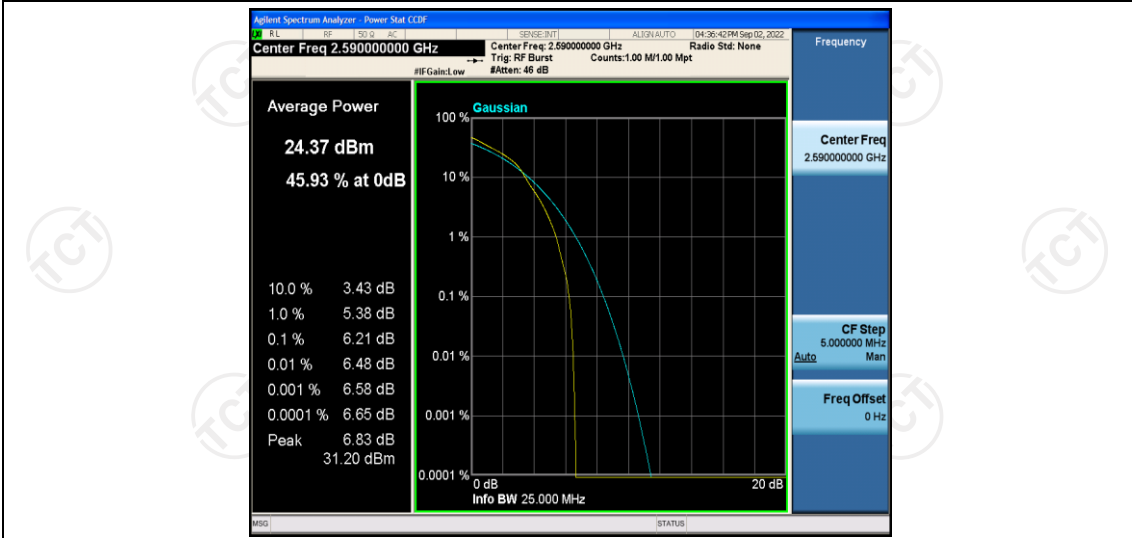 Agilent Spectrum Analyzer - Power Stat CCDF
LXI RL RF 50 Ω AC SENSE:INT ALIGN AUTO 04:36:42 PM Sep 02, 2022
Center Freq 2.590000000 GHz
Center Freq: 2.590000000 GHz Radio Std: None
Trig: RF Burst Counts:1.00 M/1.00 Mpt
#IFGain:Low #Atten: 46 dB
Frequency
Average Power
24.37 dBm
45.93 % at 0dB
10.0 % 3.43 dB
1.0 % 5.38 dB
0.1 % 6.21 dB
0.01 % 6.48 dB
0.001 % 6.58 dB
0.0001 % 6.65 dB
Peak 6.83 dB
31.20 dBm
Gaussian
100 %
10 %
1 %
0.1 %
0.01 %
0.001 %
0.0001 %
0 dB 20 dB
Info BW 25.000 MHz
Center Freq
2.590000000 GHz
CF Step
5.000000 MHz
Auto Man
Freq Offset
0 Hz
MSG STATUS
TCT
TCT
TCT
TCT
TCT
TCT